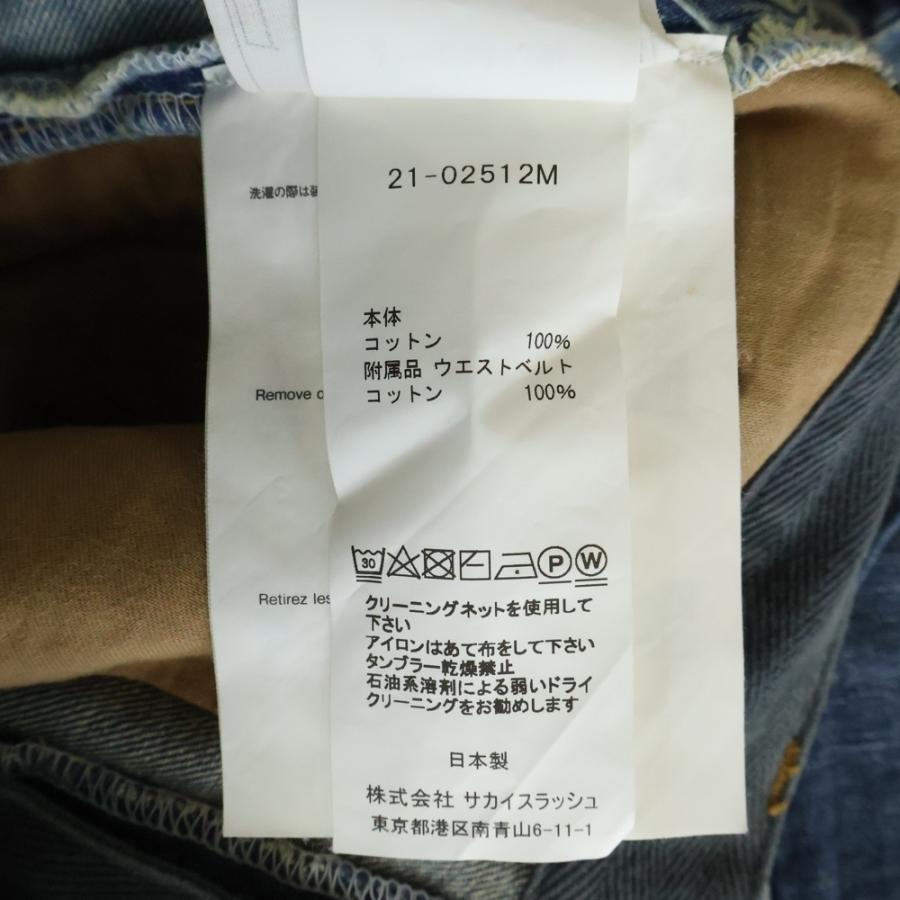 21-02512M
洗濯の際は
本体
コットン 100%
附属品 ウエストベルト
コットン 100%
Remove
30
P
W
Retirez les
クリーニングネットを使用して
下さい
アイロンはあて布をして下さい
タンブラー乾燥禁止
石油系溶剤による弱いドライ
クリーニングをお勧めします
日本製
株式会社 サカイスラッシュ
東京都港区南青山6-11-1